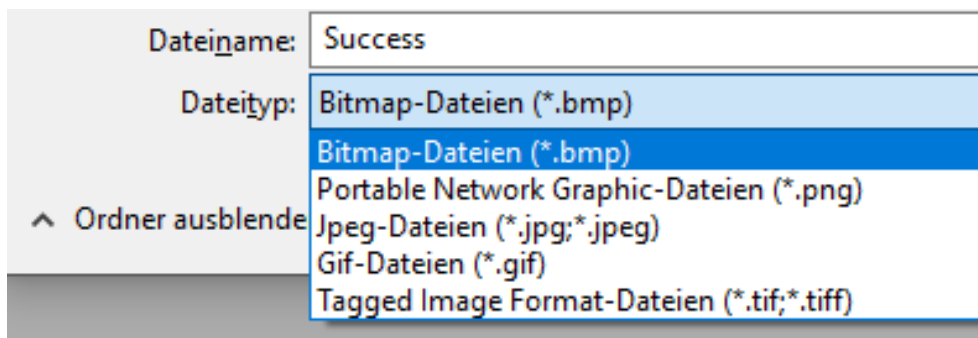 Dateiname: Success
Dateityp: Bitmap-Dateien (*.bmp)
Bitmap-Dateien (*.bmp)
Portable Network Graphic-Dateien (*.png)
Ordner ausblende
Jpeg-Dateien (*.jpg;*.jpeg)
Gif-Dateien (*.gif)
Tagged Image Format-Dateien (*.tif;*.tiff)